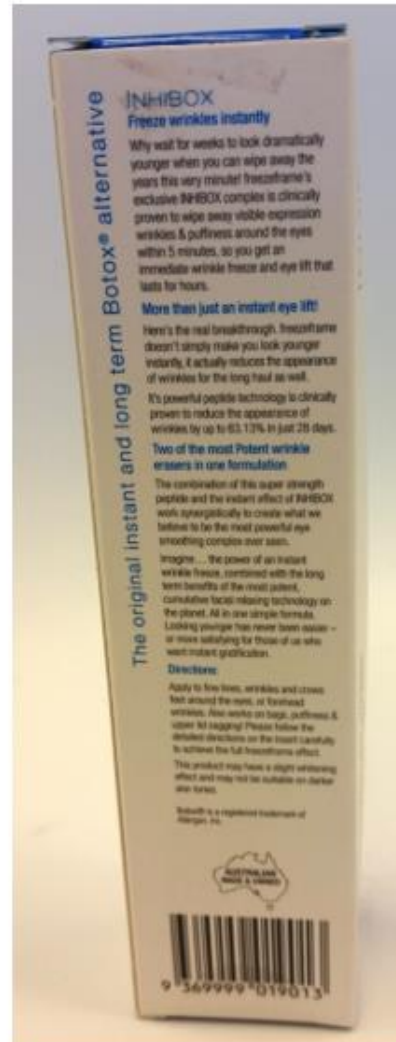 The original instant and long term Botox® alternative
INHIBOX
Freeze wrinkles instantly
Why wait for weeks to look dramatically
younger when you can wipe away the
years this very minute! freezeframe's
exclusive INHIBOX complex is clinically
proven to wipe away visible expression
wrinkles & puffiness around the eyes
within 5 minutes, so you get an
immediate wrinkle freeze and eye lift that
lasts for hours.
More than just an instant eye lift!
Here's the real breakthrough. freezeframe
doesn't simply make you look younger
instantly, it actually reduces the appearance
of wrinkles for the long haul as well.
It's powerful peptide technology is clinically
proven to reduce the appearance of
wrinkles by up to 63.13% in just 28 days.
Two of the most Potent wrinkle
erasers in one formulation
The combination of this super strength
peptide and the instant effect of INHIBOX
work synergistically to create what we
believe to be the most powerful eye
smoothing complex ever seen.
Imagine . . . the power of an instant
wrinkle freeze, combined with the long
term benefits of the most potent,
cumulative facial relaxing technology on
the planet. All in one simple formula.
Looking younger has never been easier –
or more satisfying for those of us who
want instant gratification.
Directions:
Apply to fine lines, wrinkles and crows
feet around the eyes, or forehead
wrinkles. Also works on bags, puffiness &
upper lid sagging! Please follow the
detailed directions on the insert carefully
to achieve the full freezeframe effect.
This product may have a slight whitening
effect and may not be suitable on darker
skin tones.
Botox® is a registered trademark of
Allergan, Inc.
AUSTRALIAN
MADE & OWNED
9 369999 019013